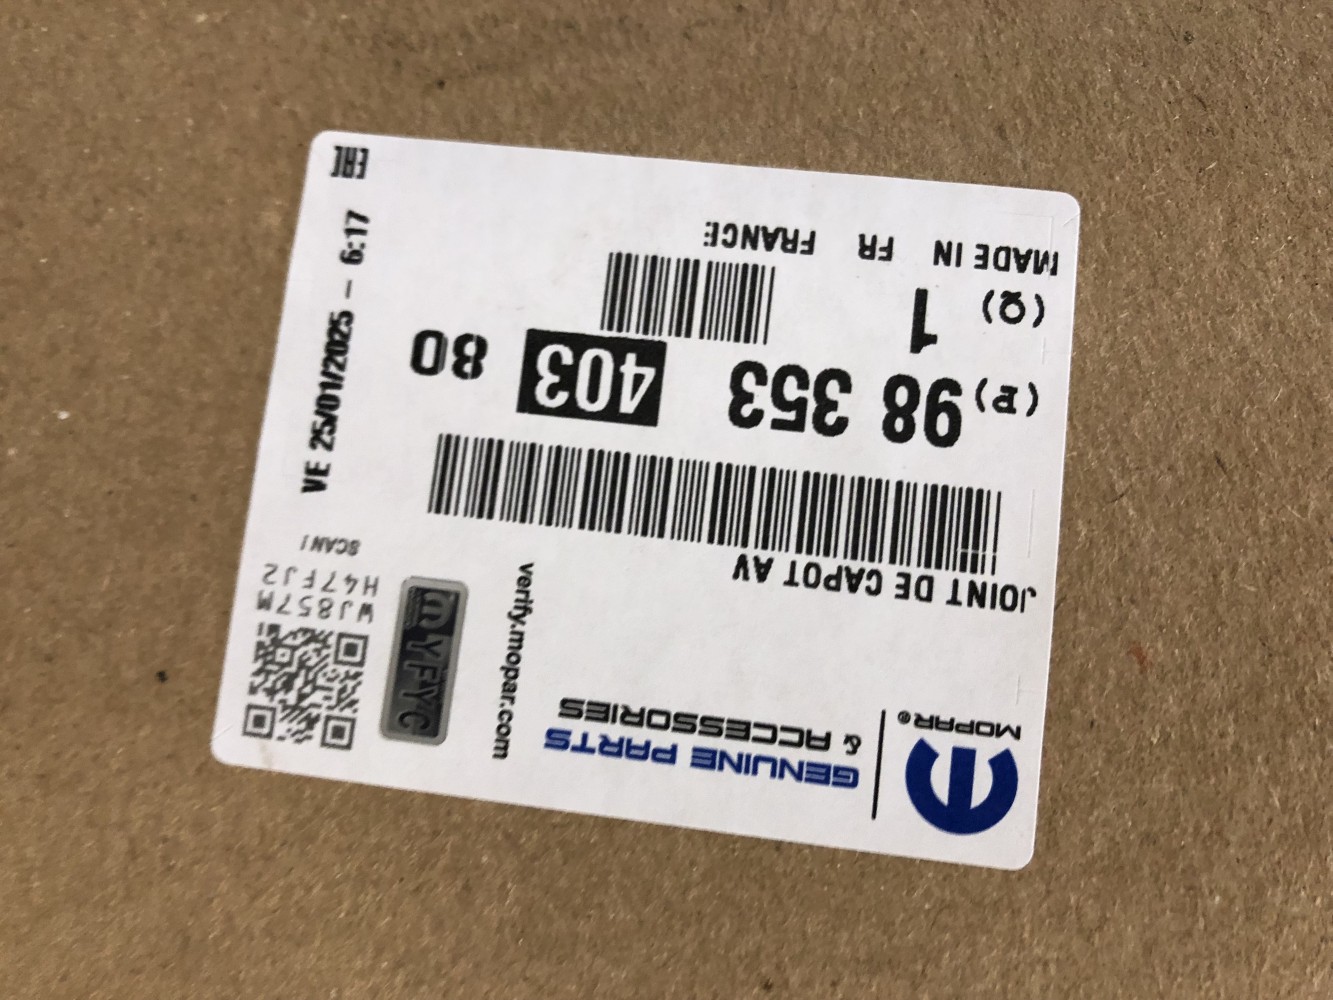 MOPAR®
GENUINE PARTS
& ACCESSORIES
verify.mopar.com
YFYC
WJ857M
H47FJ2
SCAN!
JOINT DE CAPOT AV
(P) 98 353 403 80
(Q) 1
MADE IN FR FRANCE
VE 25/01/2025 - 6:17
EAC